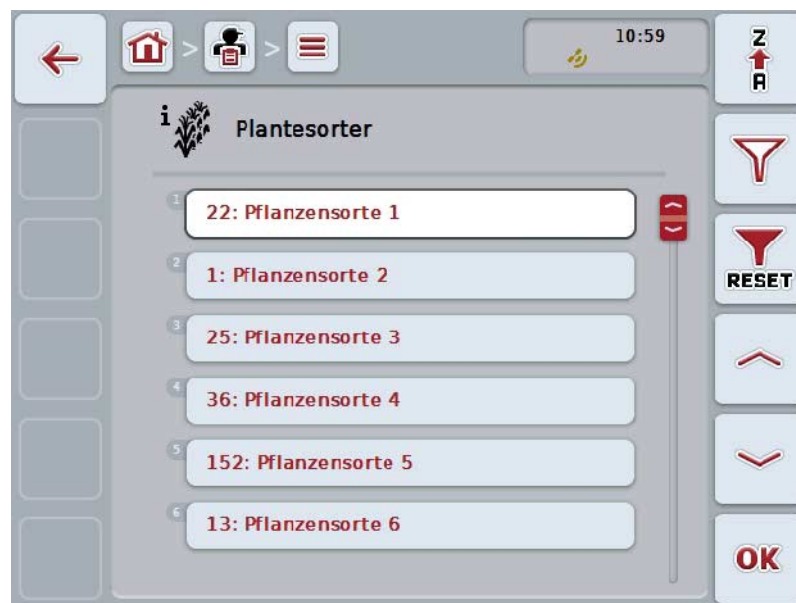 10:59
Z
A
i
Plantesorter
1
22: Pflanzensorte 1
2
1: Pflanzensorte 2
3
25: Pflanzensorte 3
RESET
4
36: Pflanzensorte 4
5
152: Pflanzensorte 5
6
13: Pflanzensorte 6
OK